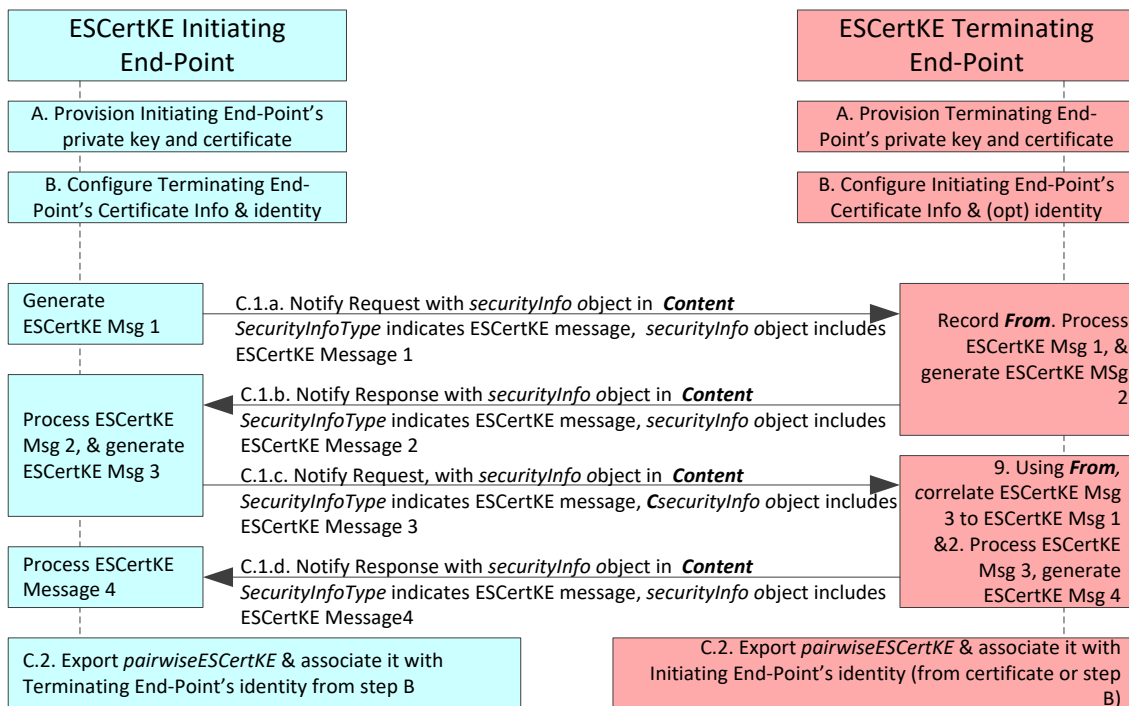 ESCertKE Initiating
End-Point
ESCertKE Terminating
End-Point
A. Provision Initiating End-Point's
private key and certificate
A. Provision Terminating End-
Point's private key and certificate
B. Configure Terminating End-
Point's Certificate Info & identity
B. Configure Initiating End-Point's
Certificate Info & (opt) identity
Generate
ESCertKE Msg 1
C.1.a. Notify Request with securityInfo object in Content
SecurityInfoType indicates ESCertKE message, securityInfo object includes
ESCertKE Message 1
Record From. Process
ESCertKE Msg 1, &
generate ESCertKE MSg
2
C.1.b. Notify Response with securityInfo object in Content
SecurityInfoType indicates ESCertKE message, securityInfo object includes
ESCertKE Message 2
Process ESCertKE
Msg 2, & generate
ESCertKE Msg 3
C.1.c. Notify Request, with securityInfo object in Content
SecurityInfoType indicates ESCertKE message, CsecurityInfo object includes
ESCertKE Message 3
9. Using From,
correlate ESCertKE Msg
3 to ESCertKE Msg 1
&2. Process ESCertKE
Msg 3, generate
ESCertKE Msg 4
Process ESCertKE
Message 4
C.1.d. Notify Response with securityInfo object in Content
SecurityInfoType indicates ESCertKE message, securityInfo object includes
ESCertKE Message4
C.2. Export pairwiseESCertKE & associate it with
Terminating End-Point's identity from step B
C.2. Export pairwiseESCertKE & associate it with
Initiating End-Point's identity (from certificate or step
B)